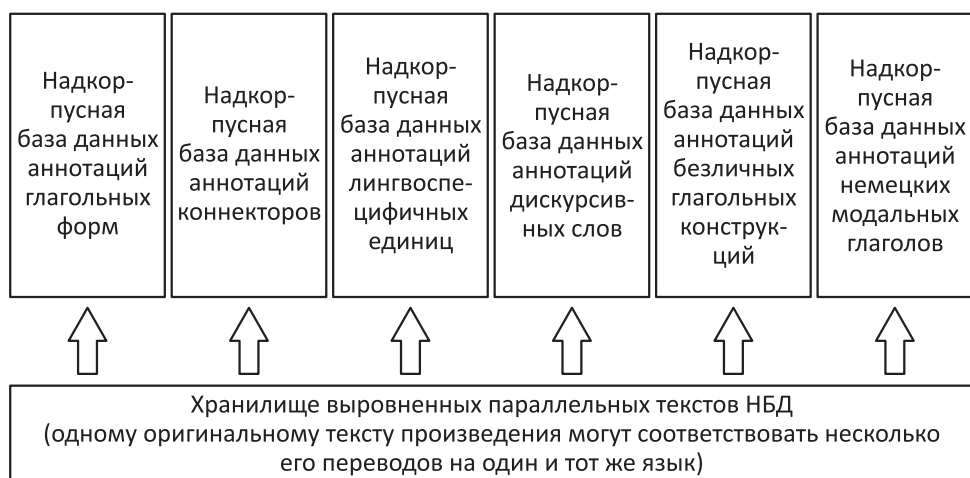 Надкор-
пусная
база данных
аннотаций
глагольных
форм
Надкор-
пусная
база данных
аннотаций
коннекторов
Надкор-
пусная
база данных
аннотаций
лингвоспе-
цифичных
единиц
Надкор-
пусная
база данных
аннотаций
дискурсив-
ных слов
Надкор-
пусная
база данных
аннотаций
безличных
глагольных
конструк-
ций
Надкор-
пусная
база данных
аннотаций
немецких
модальных
глаголов
Хранилище выровненных параллельных текстов НБД
(одному оригинальному тексту произведения могут соответствовать несколько
его переводов на один и тот же язык)